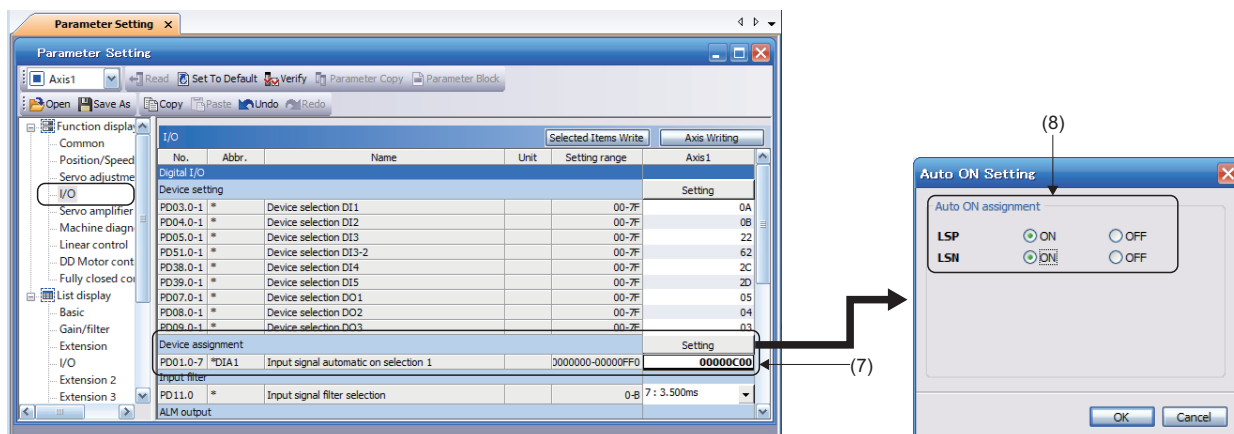 Parameter Setting X
Parameter Setting
Axis1 Read Set To Default Verify Parameter Copy Parameter Block
Open Save As Copy Paste Undo Redo
Function display
Common
Position/Speed
Servo adjustme
I/O
Servo amplifier
Machine diagn
Linear control
DD Motor cont
Fully closed co
List display
Basic
Gain/filter
Extension
I/O
Extension 2
Extension 3
I/O Selected Items Write Axis Writing
No. Abbr. Name Unit Setting range Axis1
Digital I/O
Device setting Setting
PD03.0-1 * Device selection DI1 00-7F 0A
PD04.0-1 * Device selection DI2 00-7F 0B
PD05.0-1 * Device selection DI3 00-7F 22
PD51.0-1 * Device selection DI3-2 00-7F 62
PD38.0-1 * Device selection DI4 00-7F 2C
PD39.0-1 * Device selection DI5 00-7F 2D
PD07.0-1 * Device selection DO1 00-7F 05
PD08.0-1 * Device selection DO2 00-7F 04
PD09.0-1 * Device selection DO3 00-7F 03
Device assignment Setting
PD01.0-7 *DIA1 Input signal automatic on selection 1 0000000-00000FF0 00000C00
Input filter
PD11.0 * Input signal filter selection 0-B 7 : 3.500ms
ALM output
(7)
(8)
Auto ON Setting
Auto ON assignment
LSP ON OFF
LSN ON OFF
OK Cancel